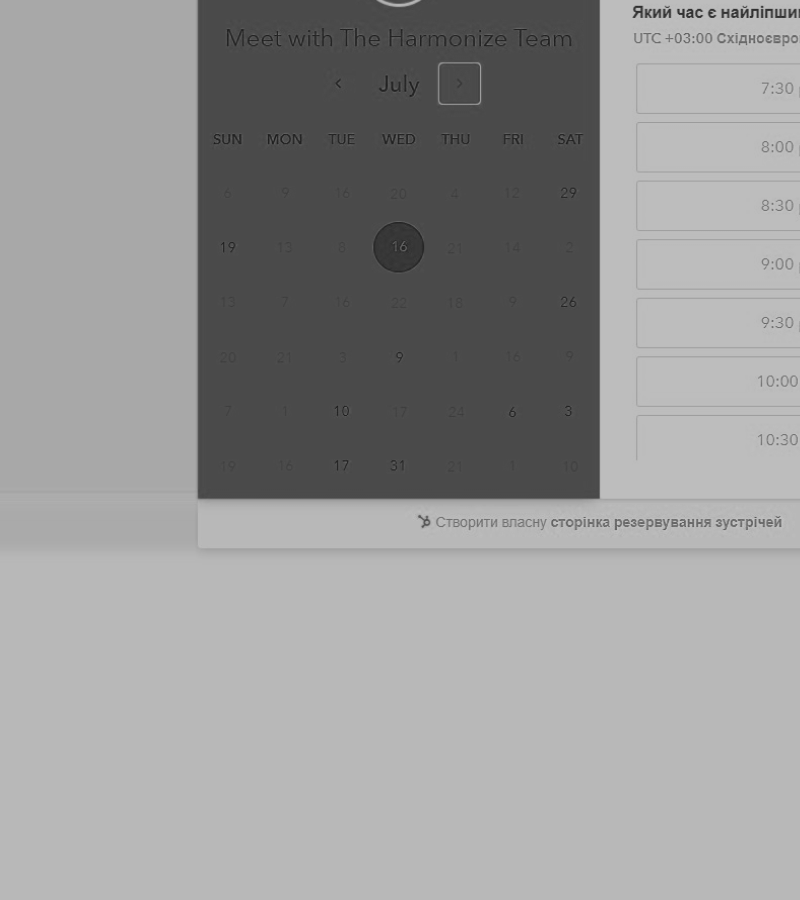 Meet with The Harmonize Team
July
SUN MON TUE WED THU FRI SAT
6 9 16 20 4 12 29
19 13 8 16 21 14 2
13 7 16 22 18 9 26
20 21 3 9 1 16 9
7 1 10 17 24 6 3
19 16 17 31 21 1 10
Який час є
UTC +03:00
7:30
8:00
8:30
9:00
9:30
10:00
10:30
Створити власну сторінка резервування зустрічей